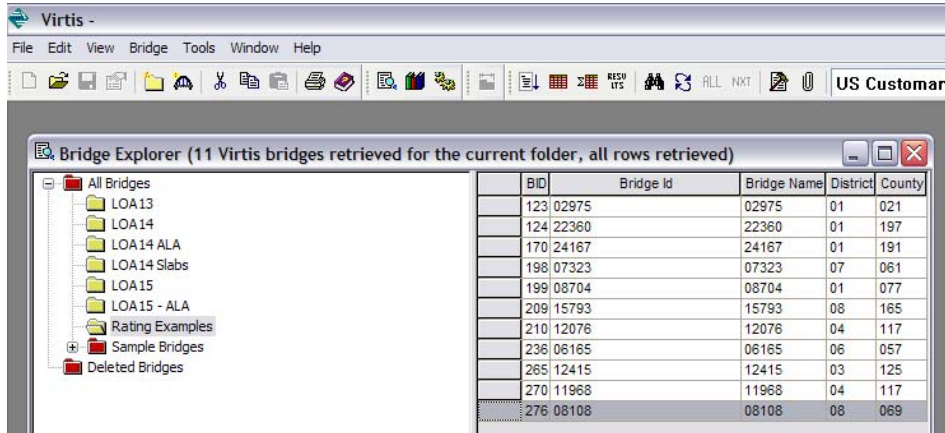 Virtis -
File Edit View Bridge Tools Window Help
RESU LTS ALL NXT US Customar
Bridge Explorer (11 Virtis bridges retrieved for the current folder, all rows retrieved)
All Bridges
LOA13
LOA14
LOA14 ALA
LOA14 Slabs
LOA15
LOA15 - ALA
Rating Examples
Sample Bridges
Deleted Bridges
BID Bridge Id Bridge Name District County
123 02975 02975 01 021
124 22360 22360 01 197
170 24167 24167 01 191
198 07323 07323 07 061
199 08704 08704 01 077
209 15793 15793 08 165
210 12076 12076 04 117
236 06165 06165 06 057
265 12415 12415 03 125
270 11968 11968 04 117
276 08108 08108 08 069